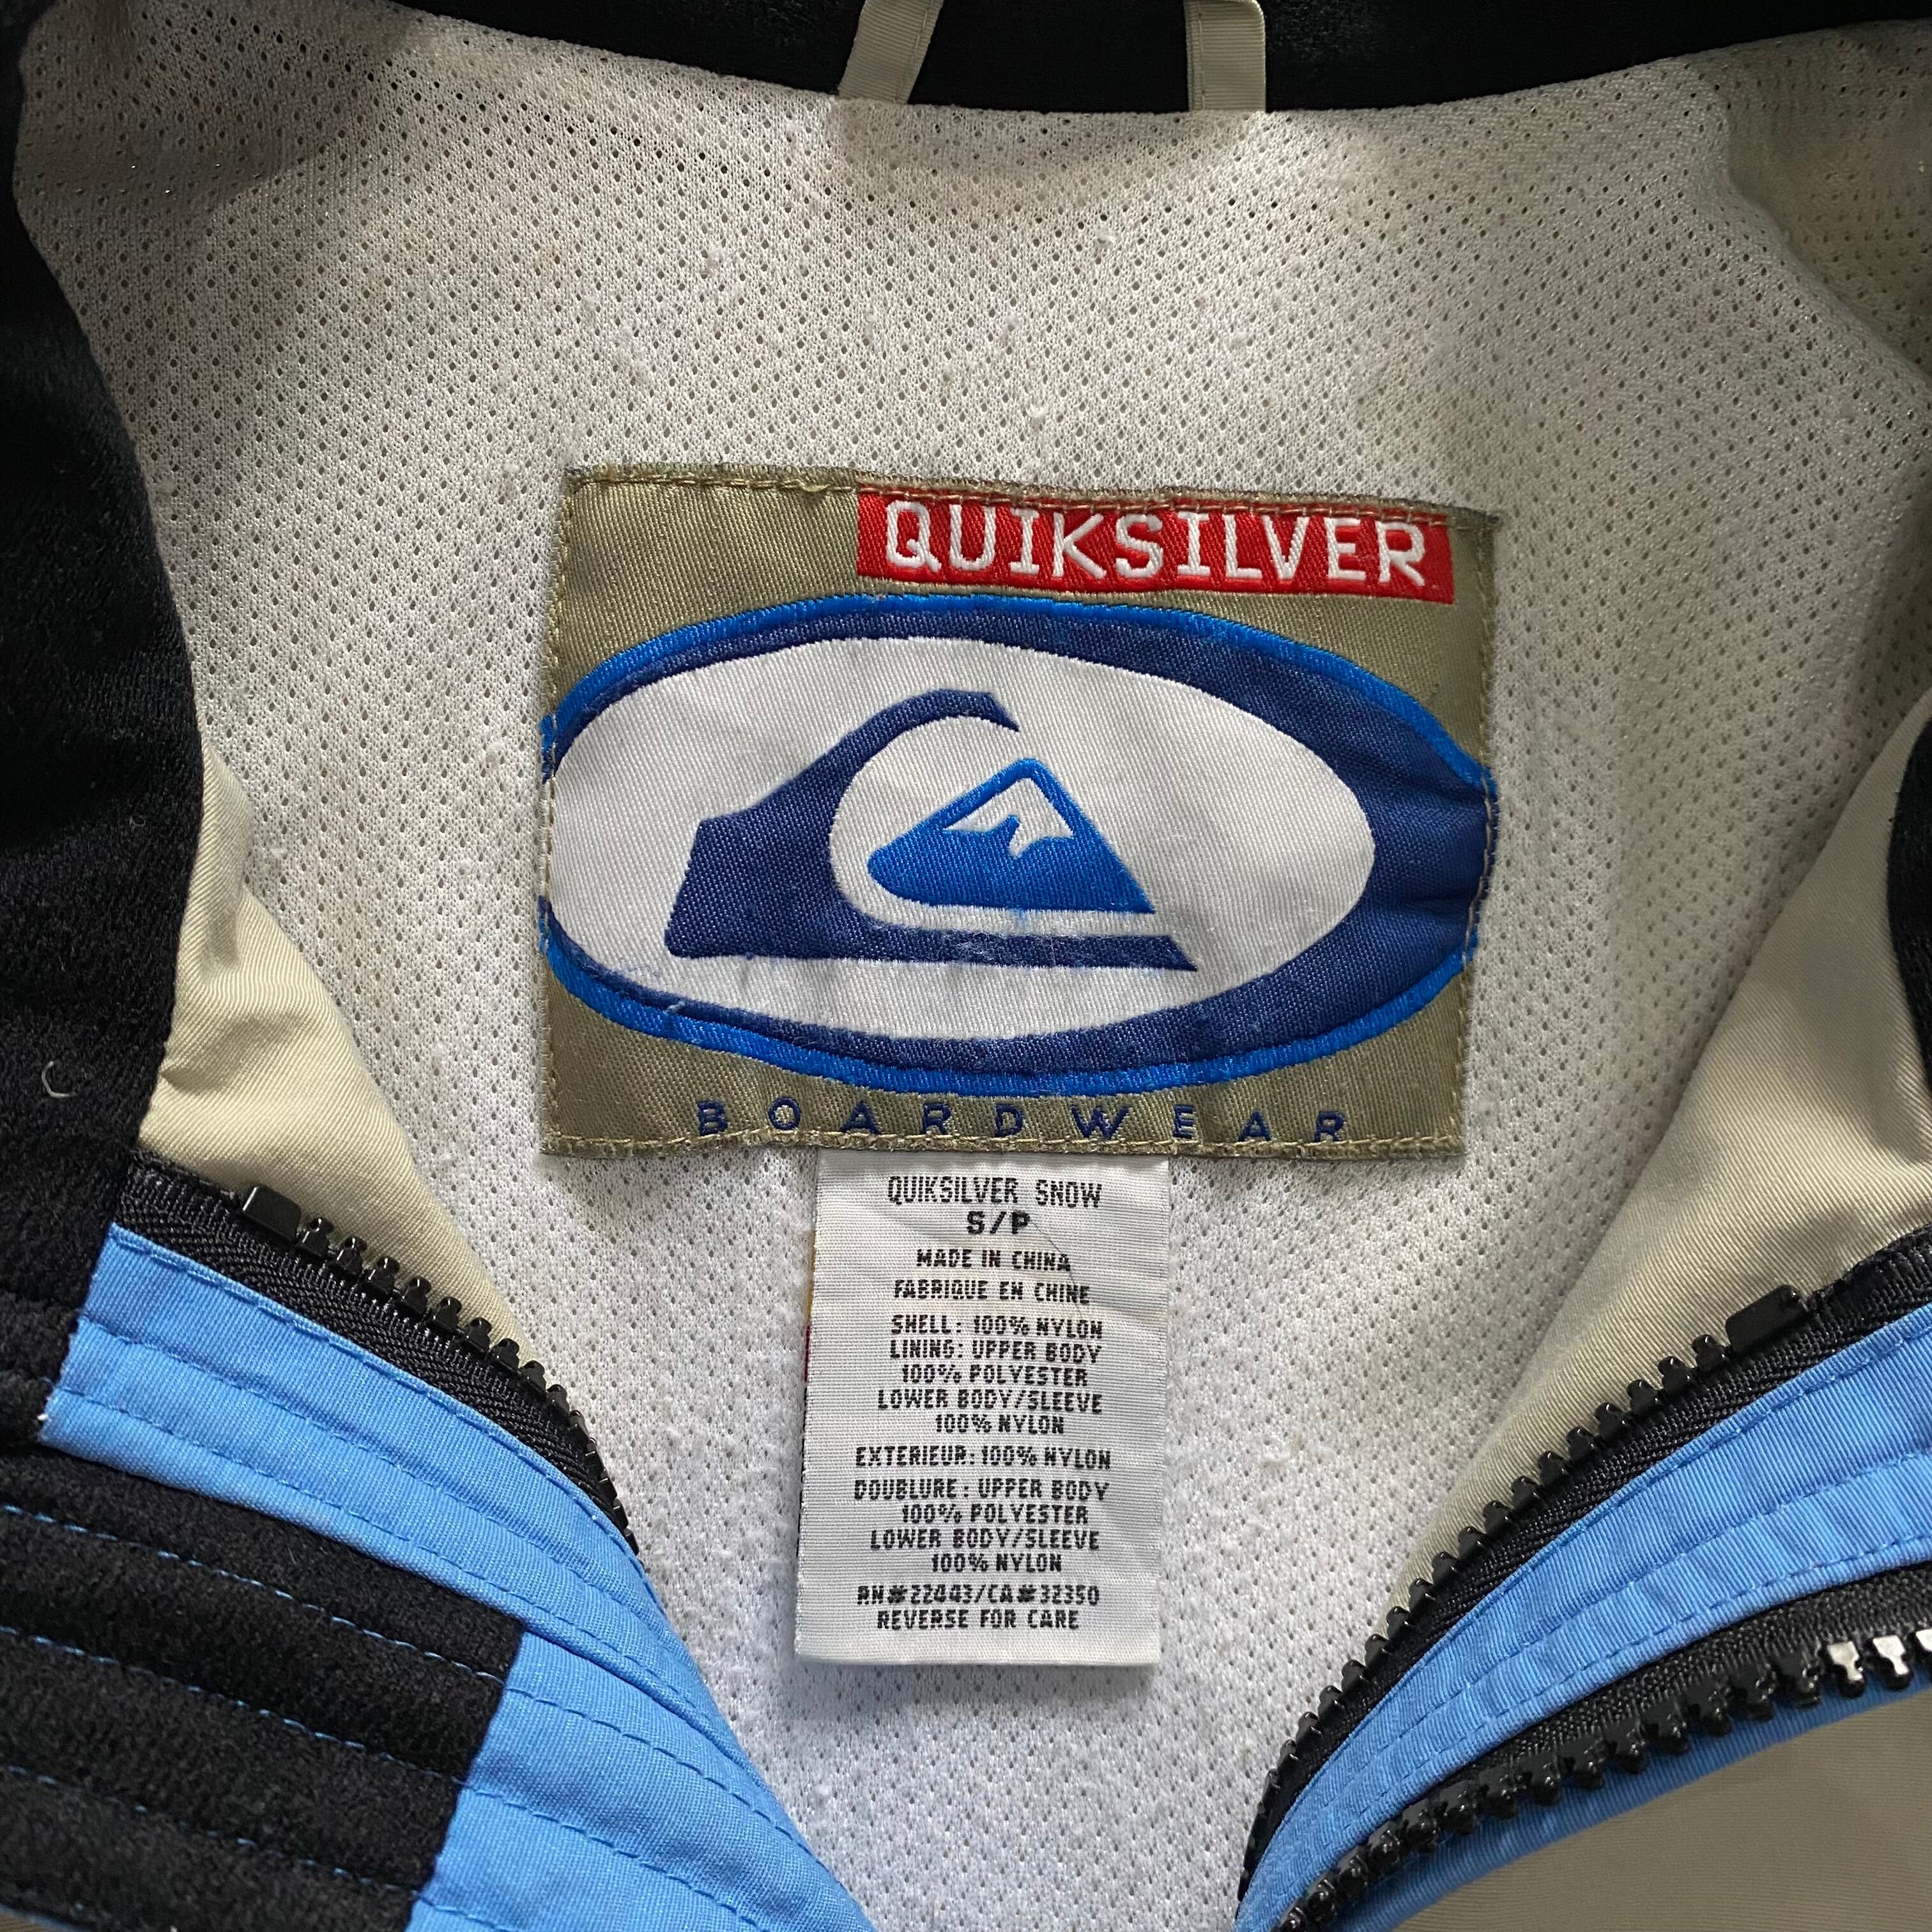 QUIKSILVER
BOARDWEAR
QUIKSILVER SNOW
S/P
MADE IN CHINA
FABRIQUE EN CHINE
SHELL: 100% NYLON
LINING: UPPER BODY
100% POLYESTER
LOWER BODY/SLEEVE
100% NYLON
EXTERIEUR: 100% NYLON
DOUBLURE: UPPER BODY
100% POLYESTER
LOWER BODY/SLEEVE
100% NYLON
RN#22443/CA#32350
REVERSE FOR CARE